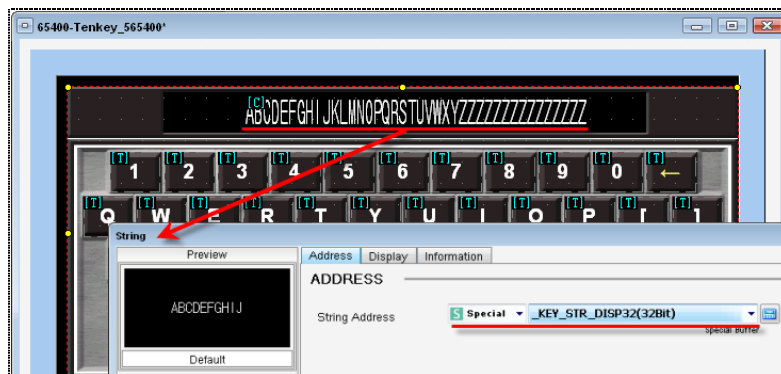 65400-Tenkey_565400*
[C]
ABCDEFGHIJKLMNOPQRSTUVWXYZZZZZZZZZZZZZZZ
[T] [T] [T] [T] [T] [T] [T] [T] [T] [T] [T]
1 2 3 4 5 6 7 8 9 0 ←
[T] [T] [T] [T] [T] [T] [T] [T] [T] [T] [T] [T]
Q W E R T Y U I O P [ ]
String
Preview Address Display Information
ADDRESS
ABCDEFGHIJ
String Address S Special _KEY_STR_DISP32(32Bit)
Special Buffer
Default